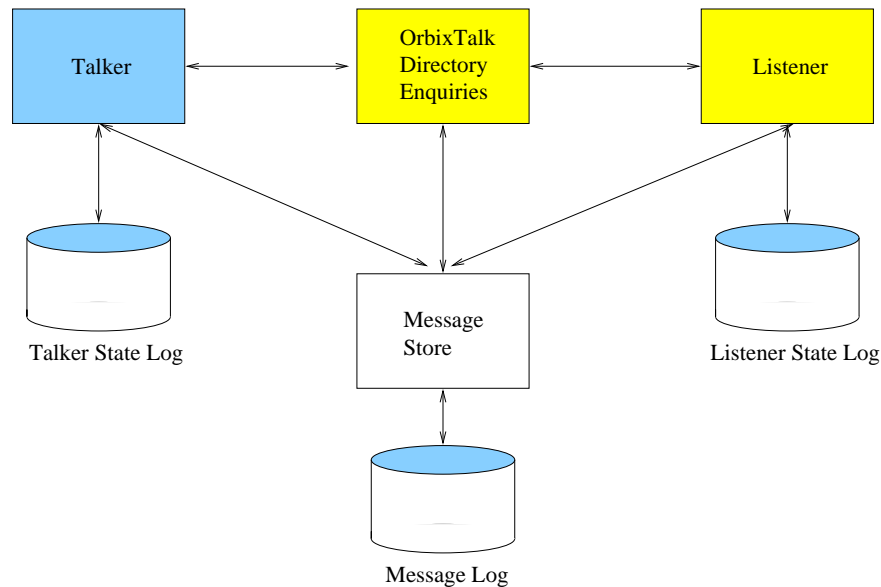 Talker
OrbixTalk
Directory
Enquiries
Listener
Message
Store
Talker State Log
Listener State Log
Message Log